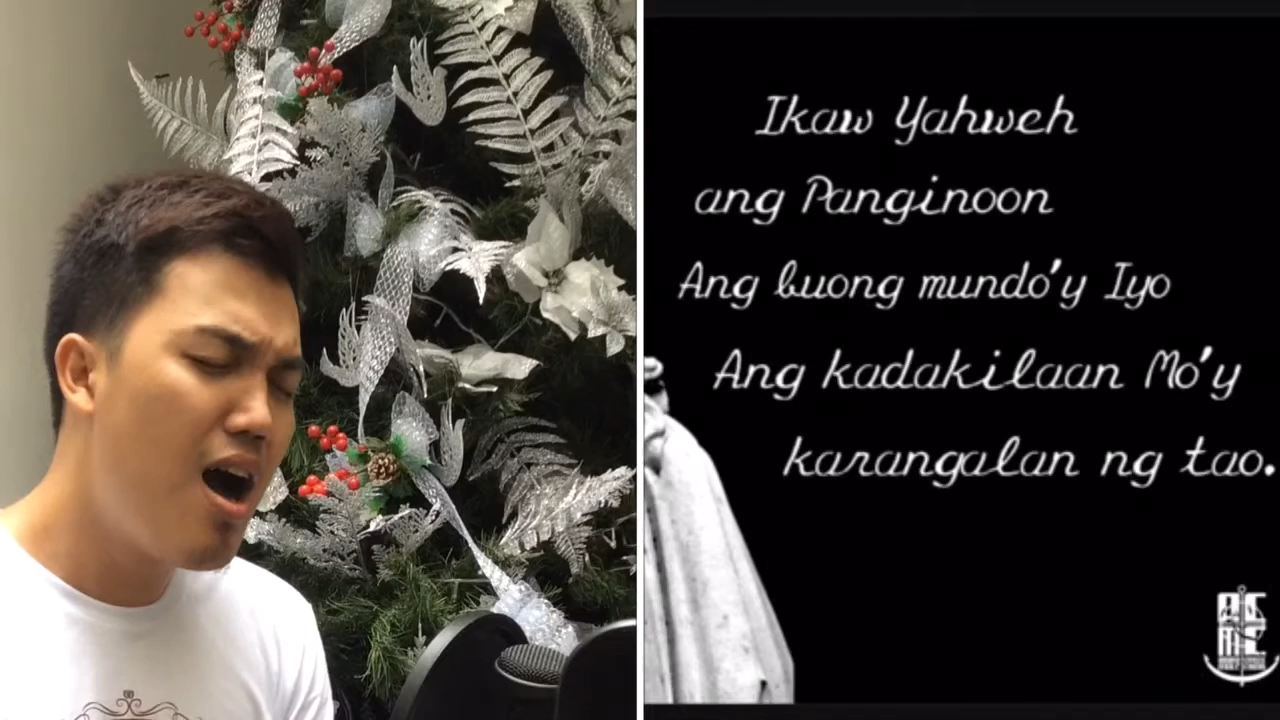 Ikaw Yahweh
ang Panginoon
Ang buong mundo'y Iyo
Ang kadakilaan Mo'y
karangalan ng tao.